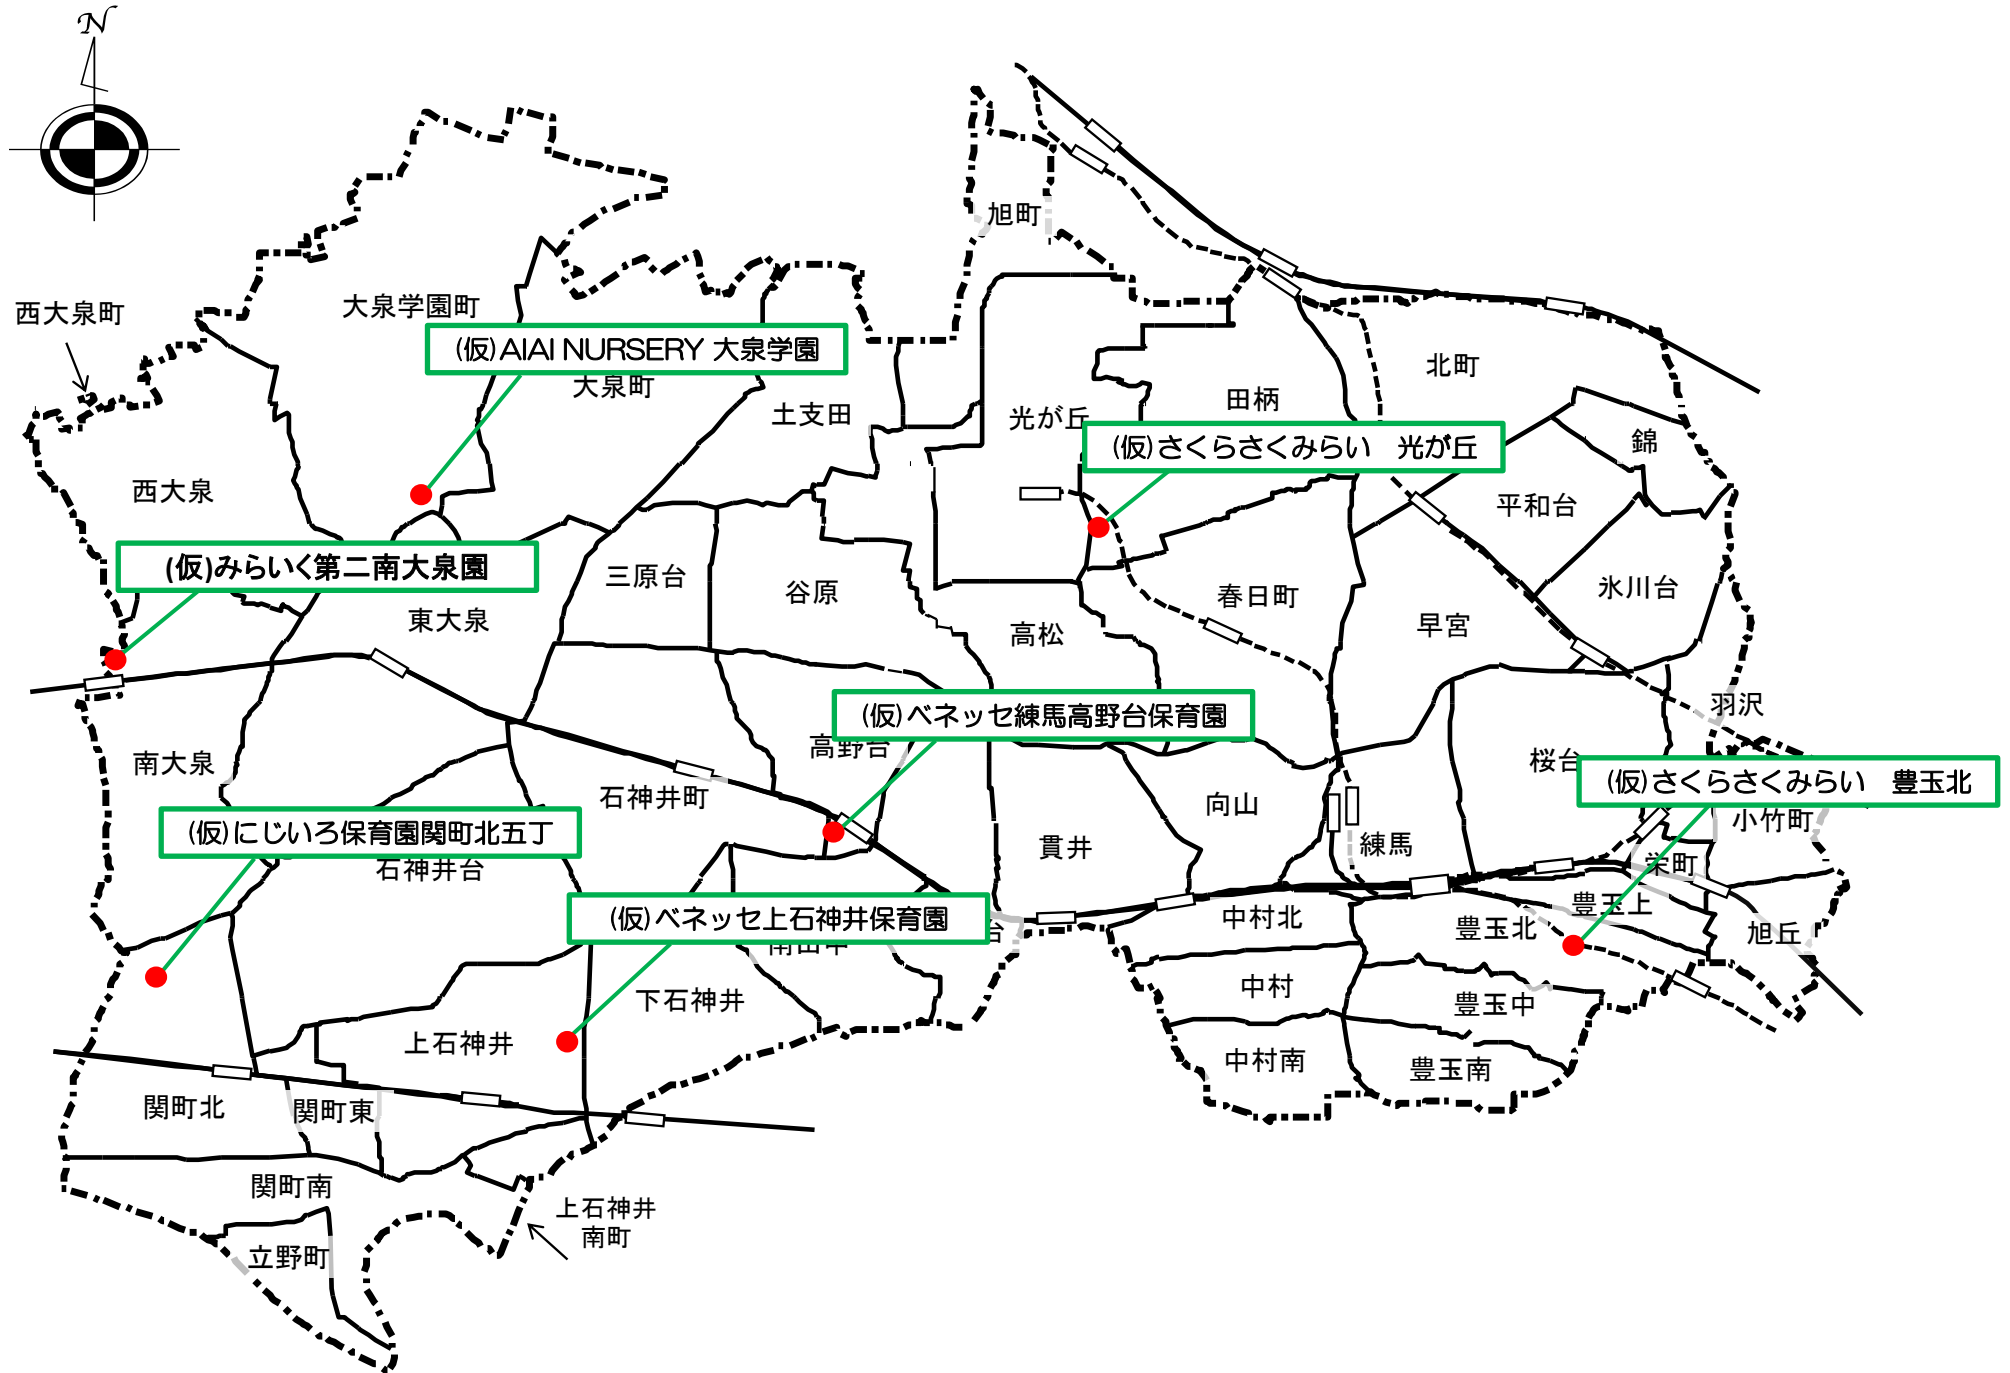 N
旭町
大泉学園町
西大泉町
(仮)AIAI NURSERY 大泉学園
大泉町
北町
田柄
土支田
光が丘
(仮)さくらさくみらい　光が丘
錦
西大泉
平和台
(仮)みらいく第二南大泉園
三原台
谷原
春日町
氷川台
東大泉
高松
早宮
羽沢
(仮)ベネッセ練馬高野台保育園
高野台
南大泉
桜台
(仮)さくらさくみらい　豊玉北
石神井町
向山
小竹町
(仮)にじいろ保育園関町北五丁
貫井
練馬
石神井台
栄町
豊玉上
(仮)ベネッセ上石神井保育園
台
中村北
豊玉北
旭丘
南田中
中村
下石神井
豊玉中
上石神井
中村南
豊玉南
関町北
関町東
関町南
上石神井
南町
立野町